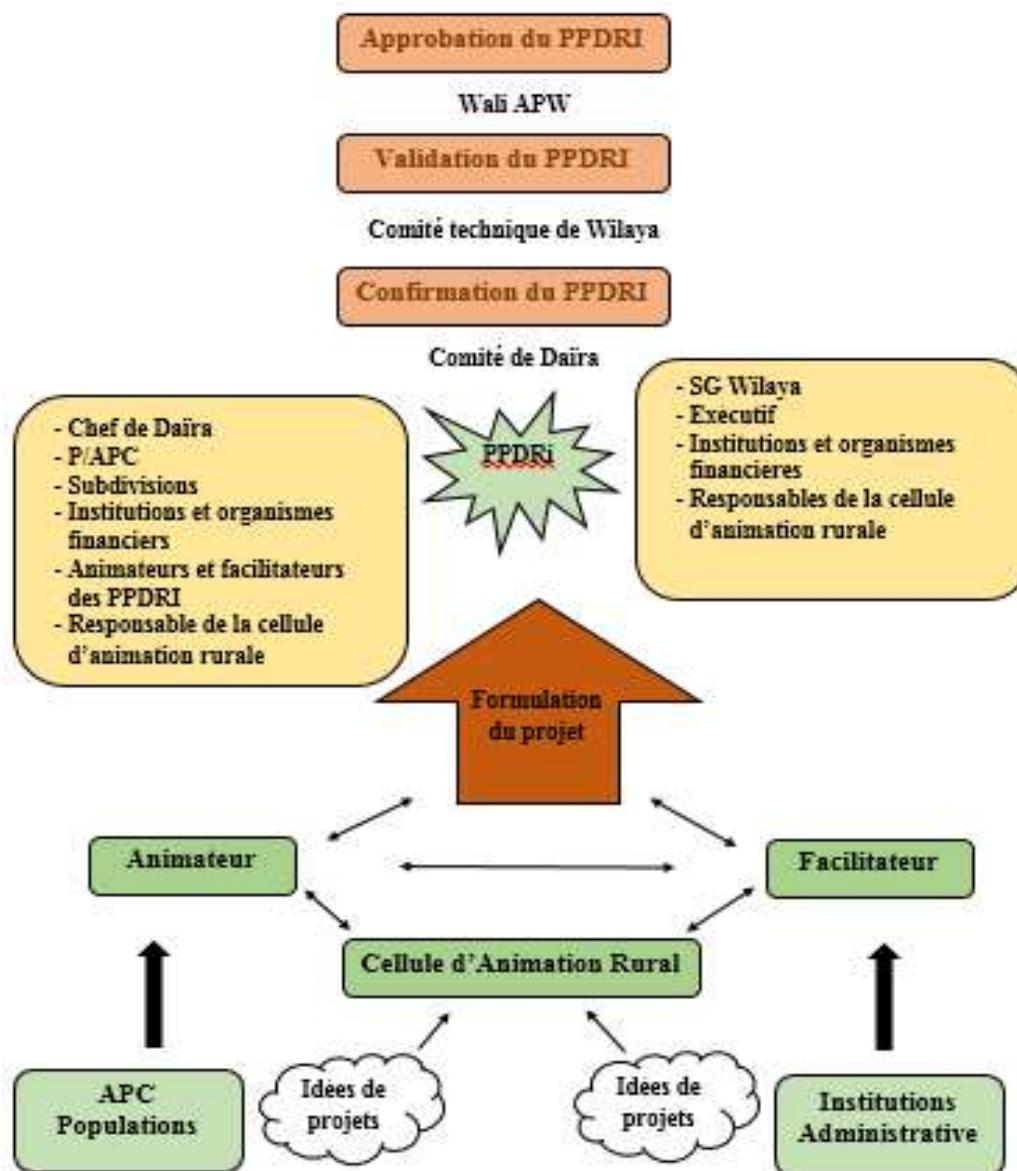 Approbation du PPDRI
Wali APW
Validation du PPDRI
Comité technique de Wilaya
Confirmation du PPDRI
Comité de Daïra
- Chef de Daïra
- P/APC
- Subdivisions
- Institutions et organismes
financiers
- Animateurs et facilitateurs
des PPDRI
- Responsable de la cellule
d'animation rurale
PPDRi
- SG Wilaya
- Executif
- Institutions et organismes
financieres
- Responsables de la cellule
d'animation rurale
Formulation
du projet
Animateur
Facilitateur
Cellule d'Animation Rural
APC
Populations
Idées de
projets
Idées de
projets
Institutions
Administrative